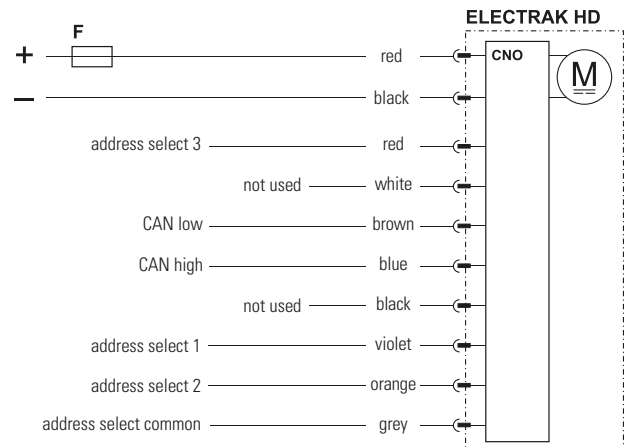 ELECTRAK HD
F
+ red CNO M
– black
address select 3 red
not used white
CAN low brown
CAN high blue
not used black
address select 1 violet
address select 2 orange
address select common grey